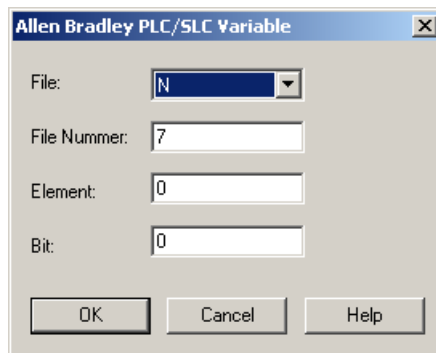 Allen Bradley PLC/SLC Variable
File: N
File Nummer: 7
Element: 0
Bit: 0
OK Cancel Help